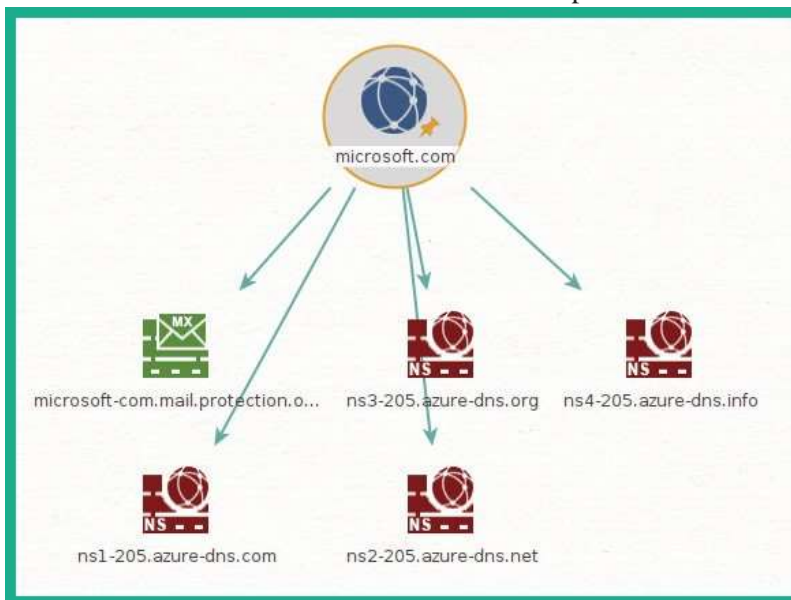 microsoft.com
MX
microsoft-com.mail.protection.o...
NS
ns3-205.azure-dns.org
NS
ns4-205.azure-dns.info
NS
ns1-205.azure-dns.com
NS
ns2-205.azure-dns.net